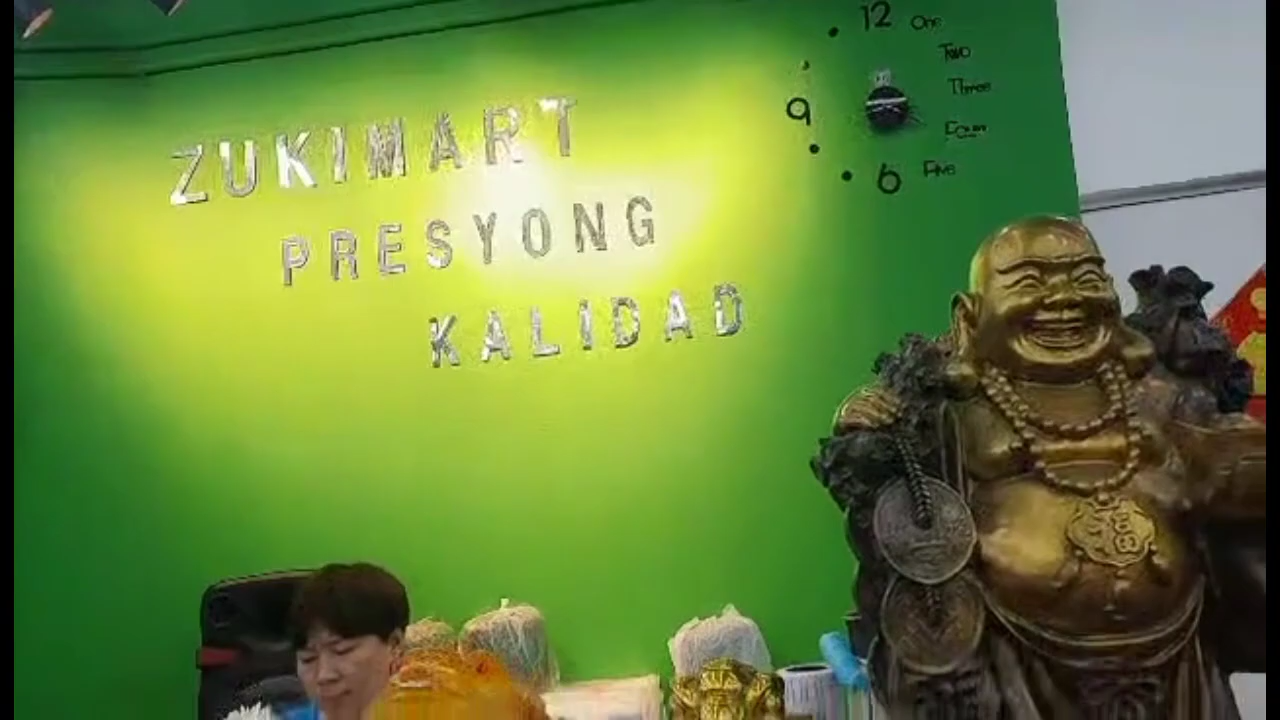 ZUKIMART
PRESYONG
KALIDAD
12
One
Two
Three
Four
Five
6
9